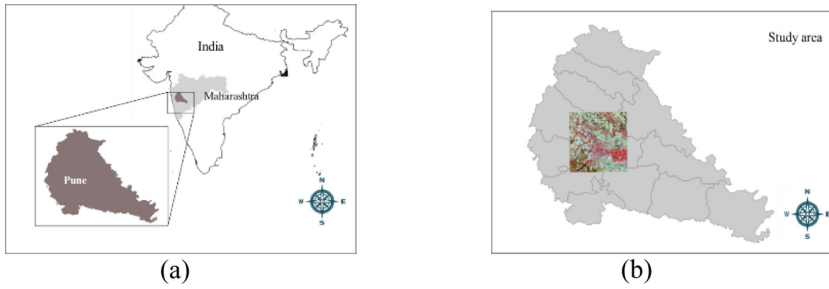 India
Maharashtra
Pune
N
W E
S
(a)
Study area
N
W E
S
(b)